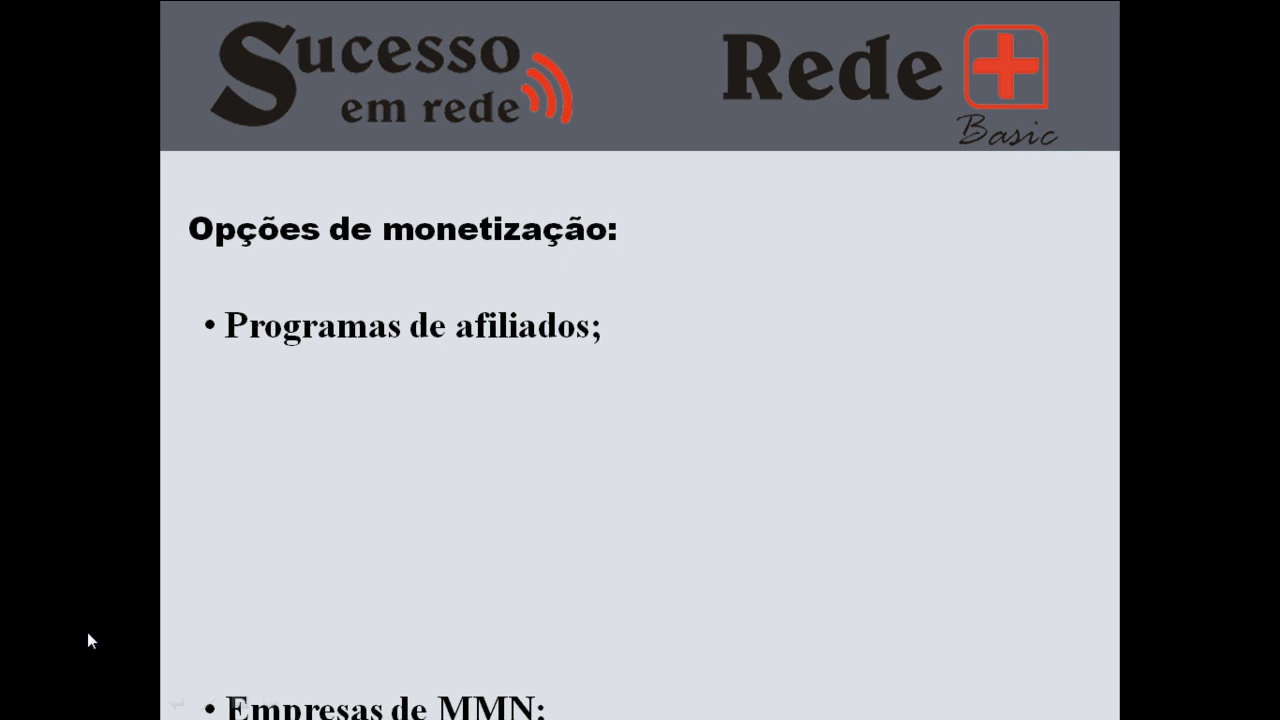 Sucesso
em rede
Rede
Basic
Opções de monetização:
• Programas de afiliados;
• Empresas de MMN;